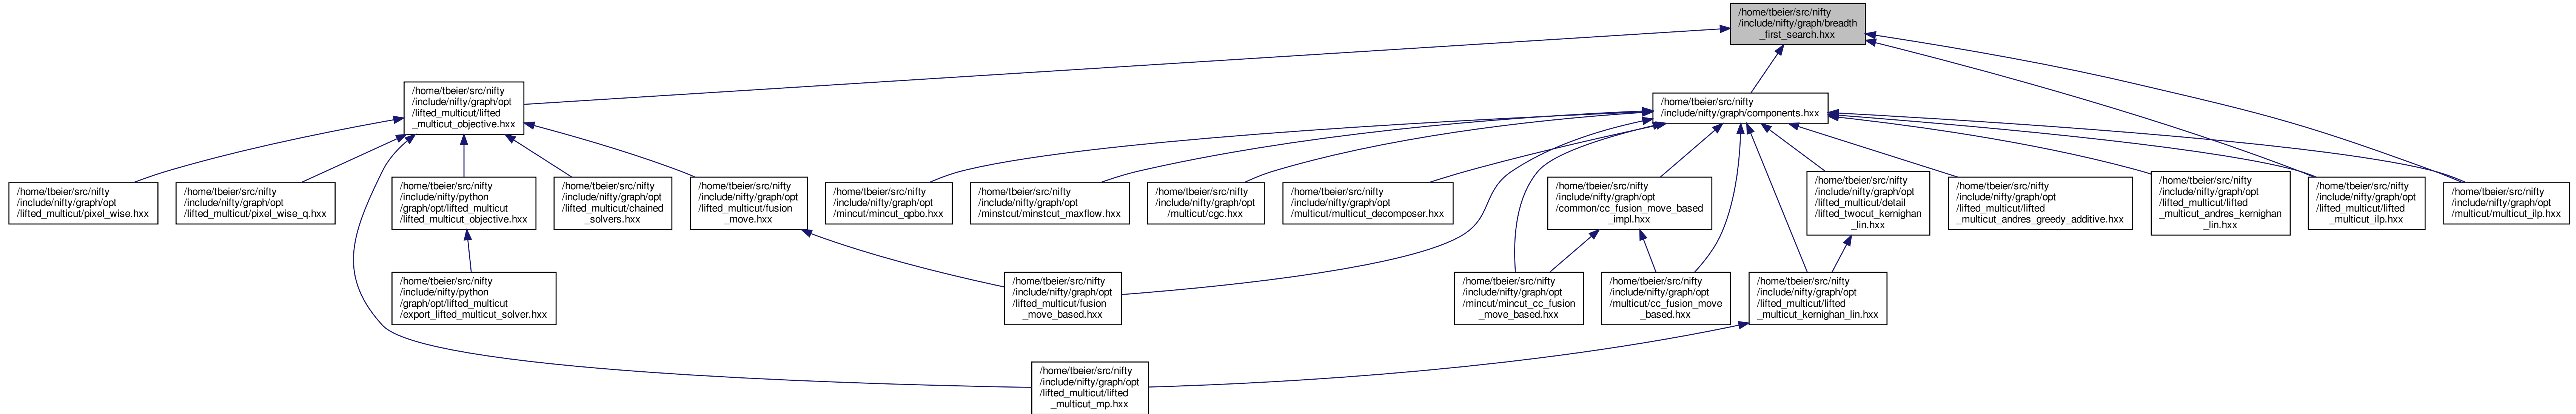 /home/tbeier/src/nifty
/include/nifty/graph/breadth
_first_search.hxx
/home/tbeier/src/nifty
/include/nifty/graph/opt
/lifted_multicut/lifted
_multicut_objective.hxx
/home/tbeier/src/nifty
/include/nifty/graph/components.hxx
/home/tbeier/src/nifty
/include/nifty/graph/opt
/lifted_multicut/pixel_wise.hxx
/home/tbeier/src/nifty
/include/nifty/graph/opt
/lifted_multicut/pixel_wise_q.hxx
/home/tbeier/src/nifty
/include/nifty/python
/graph/opt/lifted_multicut
/lifted_multicut_objective.hxx
/home/tbeier/src/nifty
/include/nifty/graph/opt
/lifted_multicut/chained
_solvers.hxx
/home/tbeier/src/nifty
/include/nifty/graph/opt
/lifted_multicut/fusion
_move.hxx
/home/tbeier/src/nifty
/include/nifty/graph/opt
/mincut/mincut_qpbo.hxx
/home/tbeier/src/nifty
/include/nifty/graph/opt
/minstcut/minstcut_maxflow.hxx
/home/tbeier/src/nifty
/include/nifty/graph/opt
/multicut/cgc.hxx
/home/tbeier/src/nifty
/include/nifty/graph/opt
/multicut/multicut_decomposer.hxx
/home/tbeier/src/nifty
/include/nifty/graph/opt
/common/cc_fusion_move_based
_impl.hxx
/home/tbeier/src/nifty
/include/nifty/graph/opt
/lifted_multicut/detail
/lifted_twocut_kernighan
_lin.hxx
/home/tbeier/src/nifty
/include/nifty/graph/opt
/lifted_multicut/lifted
_multicut_andres_greedy_additive.hxx
/home/tbeier/src/nifty
/include/nifty/graph/opt
/lifted_multicut/lifted
_multicut_andres_kernighan
_lin.hxx
/home/tbeier/src/nifty
/include/nifty/graph/opt
/lifted_multicut/lifted
_multicut_ilp.hxx
/home/tbeier/src/nifty
/include/nifty/graph/opt
/multicut/multicut_ilp.hxx
/home/tbeier/src/nifty
/include/nifty/python
/graph/opt/lifted_multicut
/export_lifted_multicut_solver.hxx
/home/tbeier/src/nifty
/include/nifty/graph/opt
/lifted_multicut/fusion
_move_based.hxx
/home/tbeier/src/nifty
/include/nifty/graph/opt
/mincut/mincut_cc_fusion
_move_based.hxx
/home/tbeier/src/nifty
/include/nifty/graph/opt
/multicut/cc_fusion_move
_based.hxx
/home/tbeier/src/nifty
/include/nifty/graph/opt
/lifted_multicut/lifted
_multicut_kernighan_lin.hxx
/home/tbeier/src/nifty
/include/nifty/graph/opt
/lifted_multicut/lifted
_multicut_mp.hxx